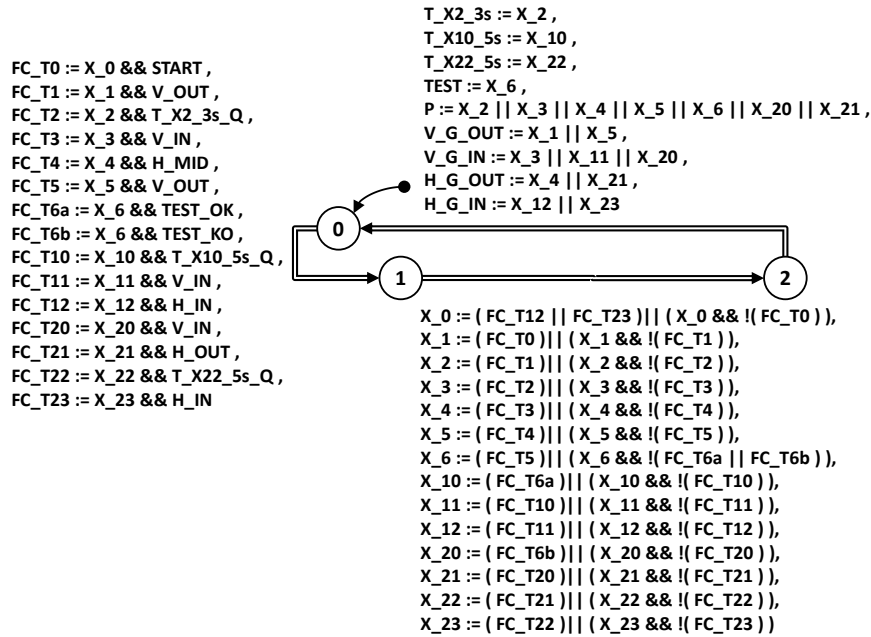 T_X2_3s := X_2 ,
T_X10_5s := X_10 ,
T_X22_5s := X_22 ,
TEST := X_6 ,
P := X_2 || X_3 || X_4 || X_5 || X_6 || X_20 || X_21 ,
V_G_OUT := X_1 || X_5 ,
V_G_IN := X_3 || X_11 || X_20 ,
H_G_OUT := X_4 || X_21 ,
H_G_IN := X_12 || X_23
FC_T0 := X_0 && START ,
FC_T1 := X_1 && V_OUT ,
FC_T2 := X_2 && T_X2_3s_Q ,
FC_T3 := X_3 && V_IN ,
FC_T4 := X_4 && H_MID ,
FC_T5 := X_5 && V_OUT ,
FC_T6a := X_6 && TEST_OK ,
FC_T6b := X_6 && TEST_KO ,
FC_T10 := X_10 && T_X10_5s_Q ,
FC_T11 := X_11 && V_IN ,
FC_T12 := X_12 && H_IN ,
FC_T20 := X_20 && V_IN ,
FC_T21 := X_21 && H_OUT ,
FC_T22 := X_22 && T_X22_5s_Q ,
FC_T23 := X_23 && H_IN
0
1
2
X_0 := ( FC_T12 || FC_T23 )|| ( X_0 && !( FC_T0 ) ),
X_1 := ( FC_T0 )|| ( X_1 && !( FC_T1 ) ),
X_2 := ( FC_T1 )|| ( X_2 && !( FC_T2 ) ),
X_3 := ( FC_T2 )|| ( X_3 && !( FC_T3 ) ),
X_4 := ( FC_T3 )|| ( X_4 && !( FC_T4 ) ),
X_5 := ( FC_T4 )|| ( X_5 && !( FC_T5 ) ),
X_6 := ( FC_T5 )|| ( X_6 && !( FC_T6a || FC_T6b ) ),
X_10 := ( FC_T6a )|| ( X_10 && !( FC_T10 ) ),
X_11 := ( FC_T10 )|| ( X_11 && !( FC_T11 ) ),
X_12 := ( FC_T11 )|| ( X_12 && !( FC_T12 ) ),
X_20 := ( FC_T6b )|| ( X_20 && !( FC_T20 ) ),
X_21 := ( FC_T20 )|| ( X_21 && !( FC_T21 ) ),
X_22 := ( FC_T21 )|| ( X_22 && !( FC_T22 ) ),
X_23 := ( FC_T22 )|| ( X_23 && !( FC_T23 ) )